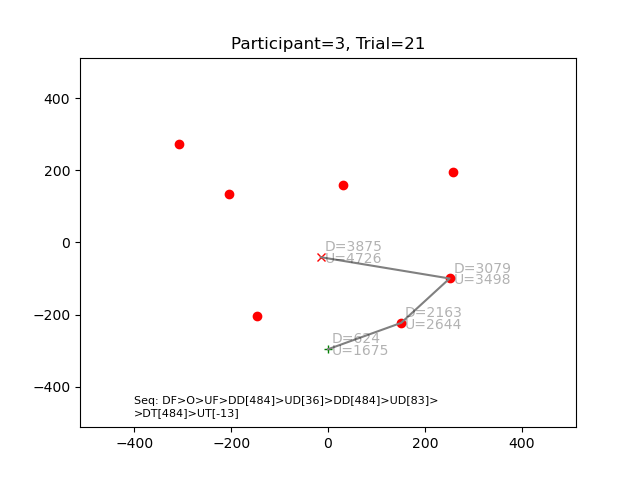 Participant=3, Trial=21
400
200
0
−200
−400
D=3875
U=4726
D=3079
U=3498
D=2163
U=2644
D=624
U=1675
Seq: DF>O>UF>DD[484]>UD[36]>DD[484]>UD[83]>
>DT[484]>UT[-13]
−400
−200
0
200
400